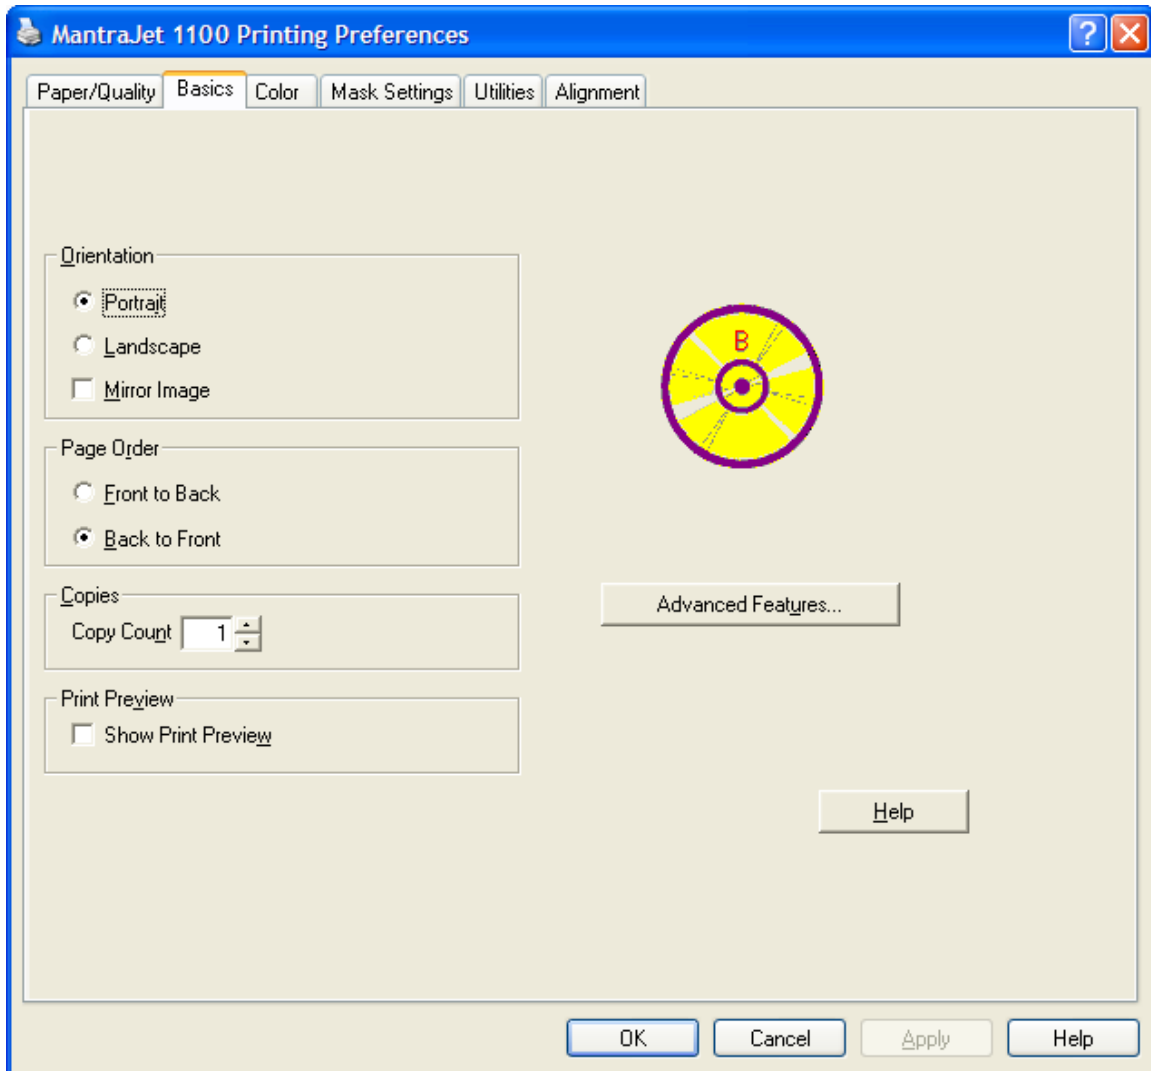 MantraJet 1100 Printing Preferences
Paper/Quality Basics Color Mask Settings Utilities Alignment
Orientation
Portrait
Landscape
Mirror Image
B
Page Order
Front to Back
Back to Front
Copies
Copy Count 1
Advanced Features...
Print Preview
Show Print Preview
Help
OK Cancel Apply Help